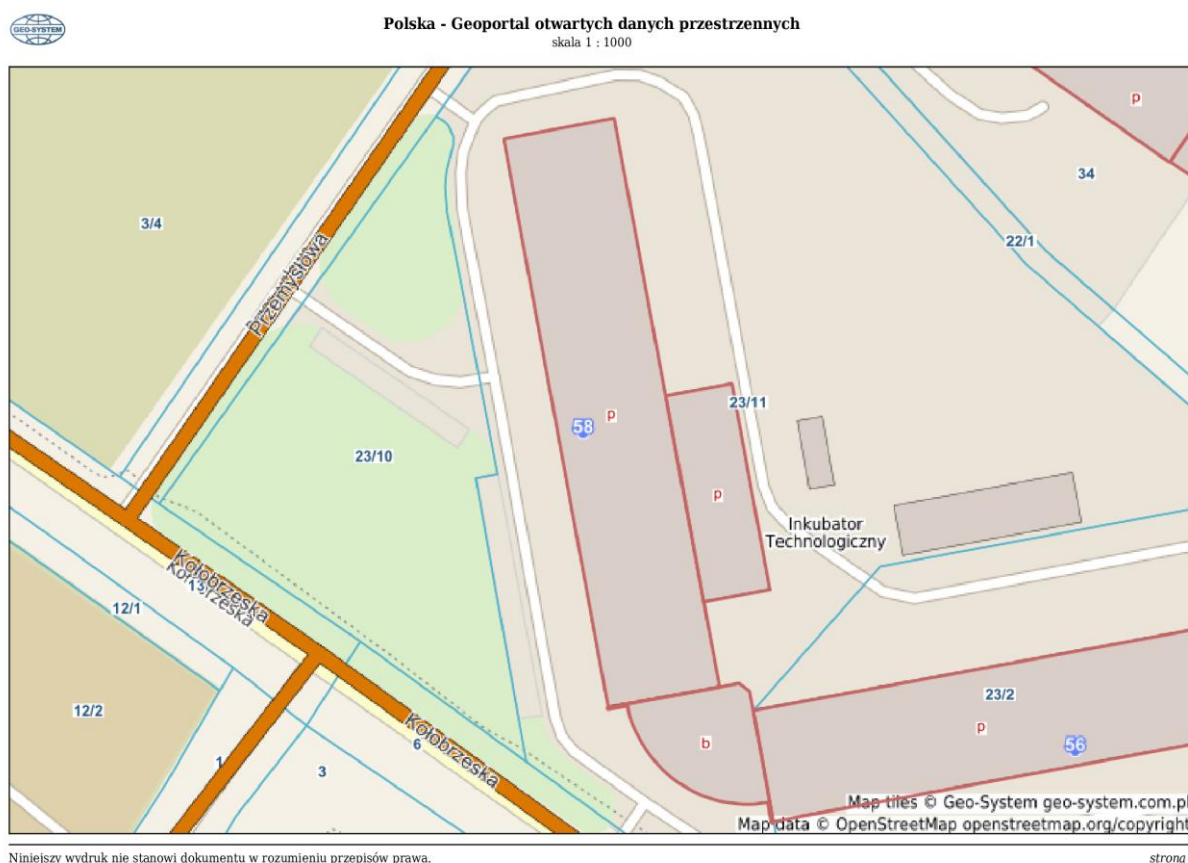 GEO-SYSTEM
Polska - Geoportal otwartych danych przestrzennych
skala 1 : 1000
p
34
3/4
22/1
Przemysłowa
23/11
58
p
23/10
p
Inkubator
Technologiczny
Kołobrzeska
13
12/1
23/2
12/2
Kołobrzeska
p
b
6
56
1
3
Map tiles © Geo-System geo-system.com.pl
Map data © OpenStreetMap openstreetmap.org/copyright
Niniejszy wydruk nie stanowi dokumentu w rozumieniu przepisów prawa.
strona